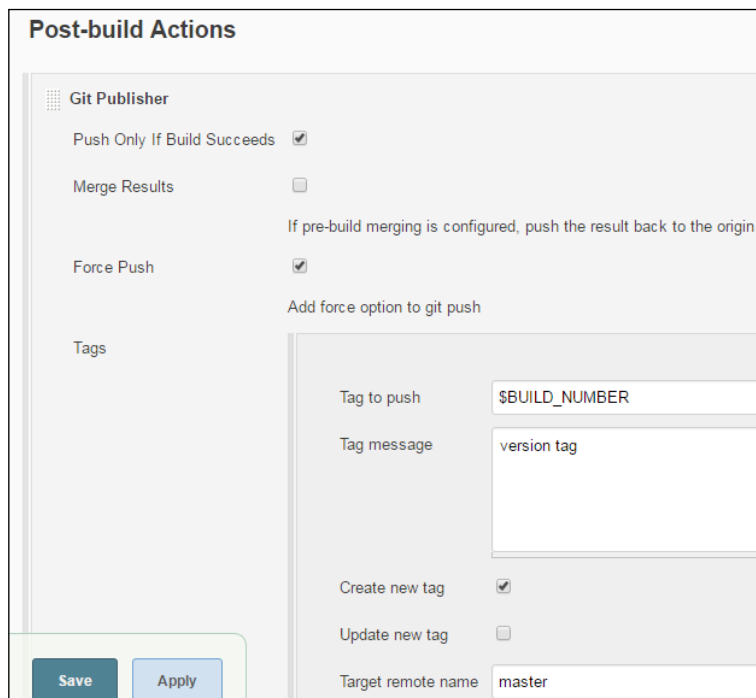 Post-build Actions
Git Publisher
Push Only If Build Succeeds
Merge Results
If pre-build merging is configured, push the result back to the origin
Force Push
Add force option to git push
Tags
Tag to push $BUILD_NUMBER
Tag message version tag
Create new tag
Update new tag
Target remote name master
Save Apply